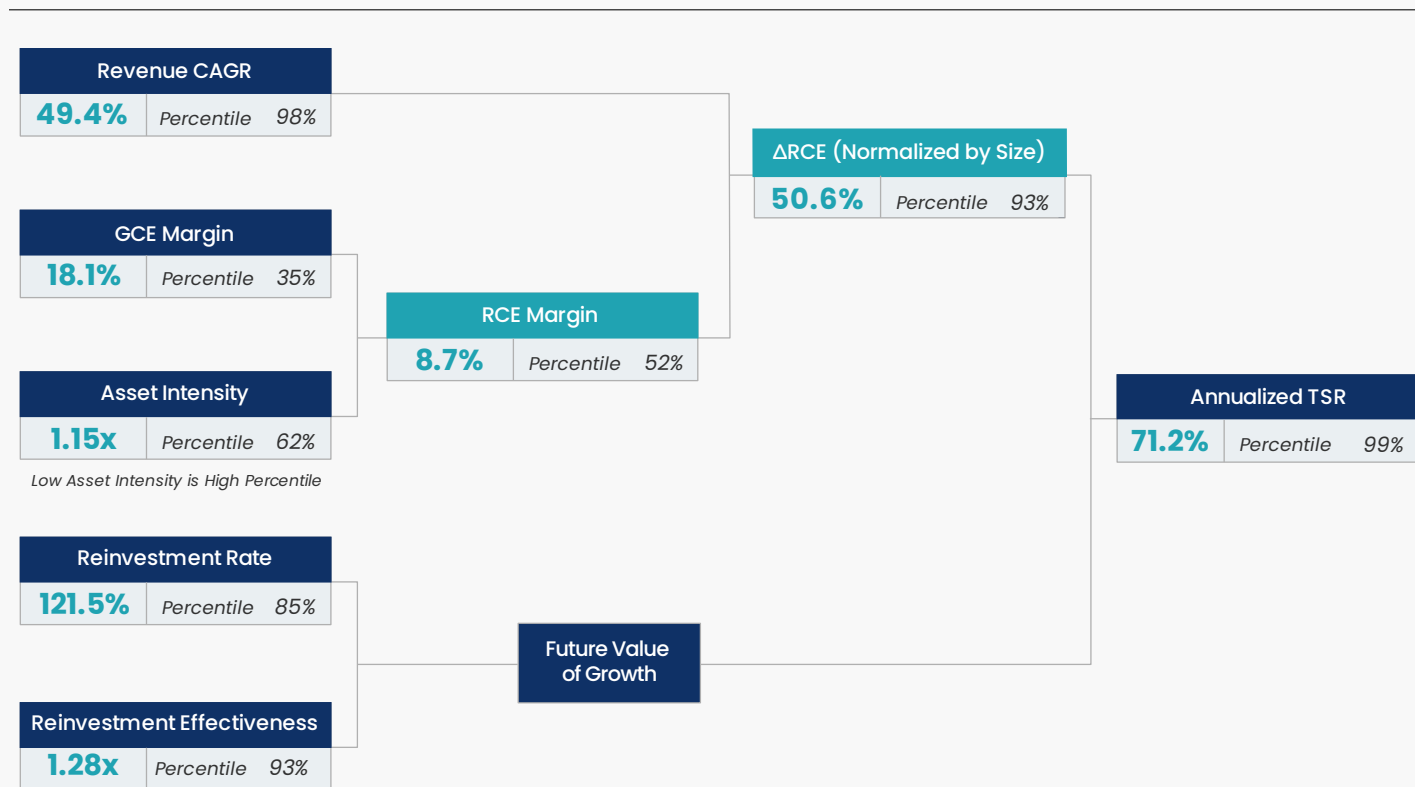 Revenue CAGR
49.4% Percentile 98%
ΔRCE (Normalized by Size)
50.6% Percentile 93%
GCE Margin
18.1% Percentile 35%
RCE Margin
8.7% Percentile 52%
Asset Intensity
1.15x Percentile 62%
Low Asset Intensity is High Percentile
Annualized TSR
71.2% Percentile 99%
Reinvestment Rate
121.5% Percentile 85%
Future Value
of Growth
Reinvestment Effectiveness
1.28x Percentile 93%